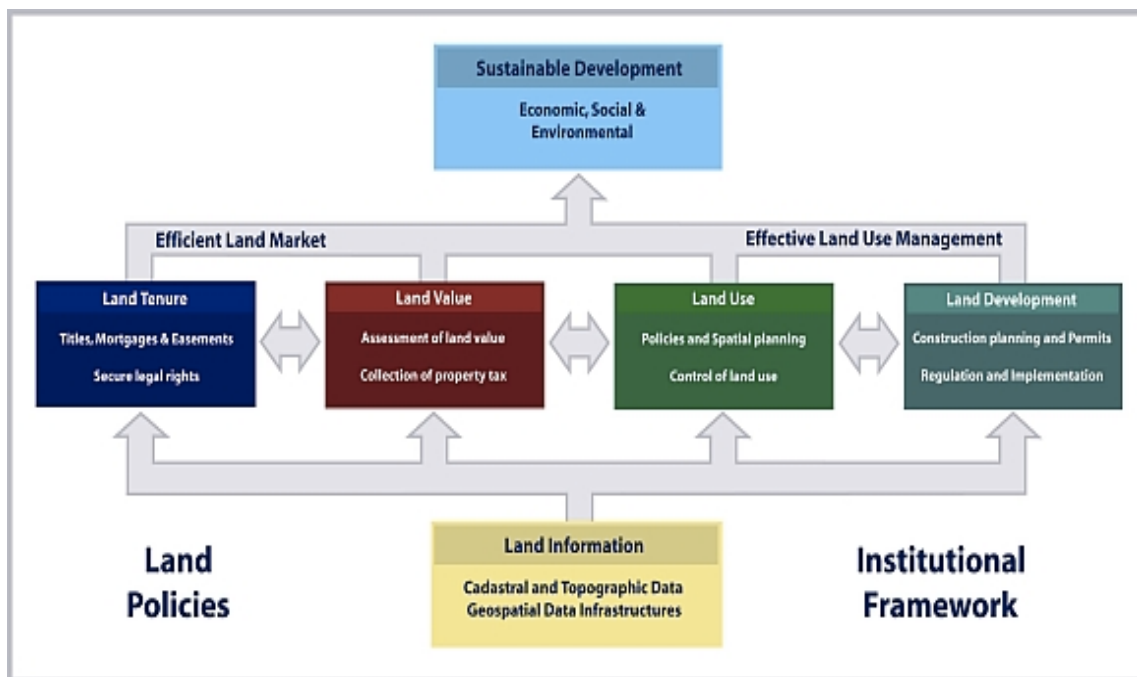 Sustainable Development
Economic, Social &
Environmental
Efficient Land Market
Effective Land Use Management
Land Tenure
Titles, Mortgages & Easements
Secure legal rights
Land Value
Assessment of land value
Collection of property tax
Land Use
Policies and Spatial planning
Control of land use
Land Development
Construction planning and Permits
Regulation and Implementation
Land
Policies
Land Information
Cadastral and Topographic Data
Geospatial Data Infrastructures
Institutional
Framework